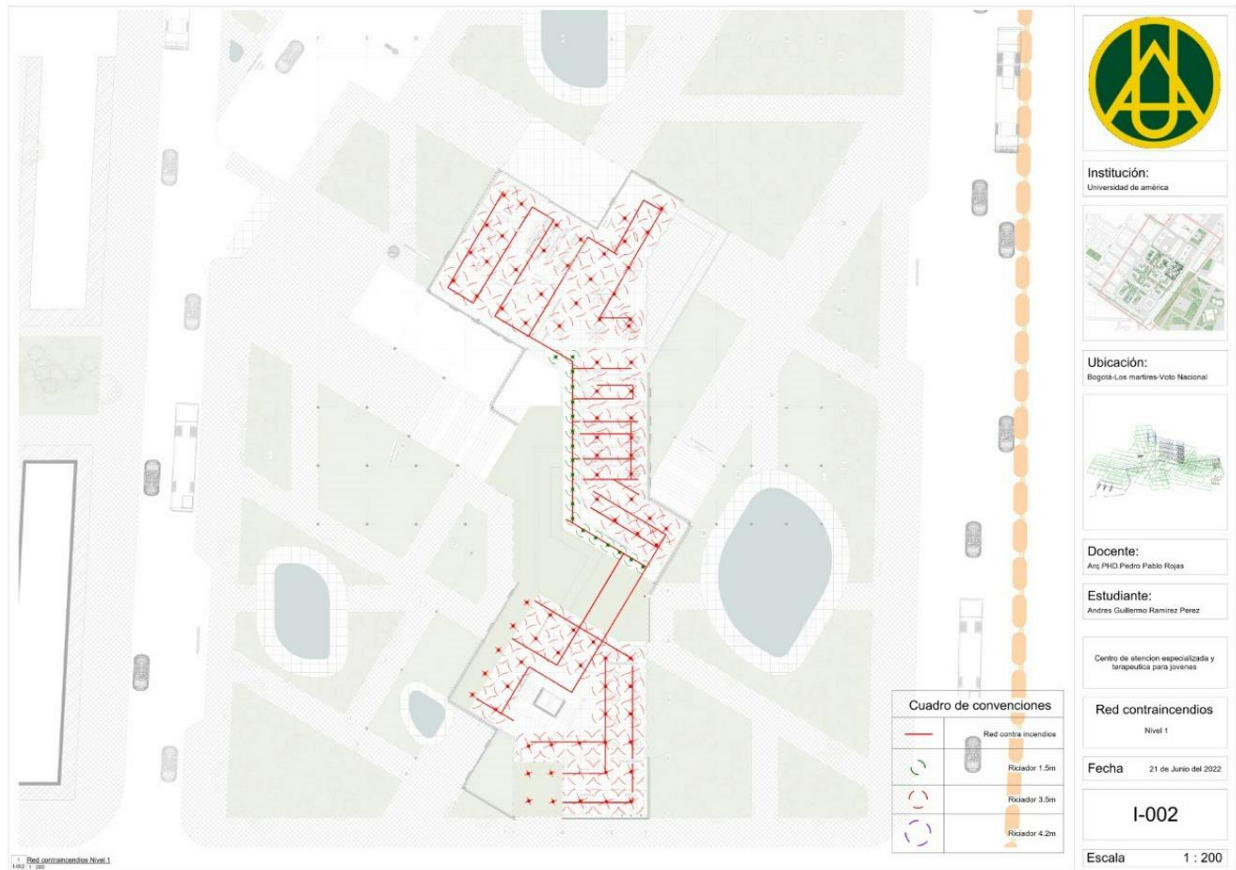 Institución:
Universidad de américa
Ubicación:
Bogotá-Los martires-Voto Nacional
Docente:
Arq.PHD.Pedro Pablo Rojas
Estudiante:
Andres Guillermo Ramirez Perez
Centro de atencion especializada y
terapeutica para jovenes
Red contraincendios
Nivel 1
Fecha 21 de Junio del 2022
I-002
Escala 1 : 200
Cuadro de convenciones
Red contra incendios
Riciador 1.5m
Riciador 3.5m
Riciador 4.2m
1 Red contraincendios Nivel 1
I-002 1 : 200